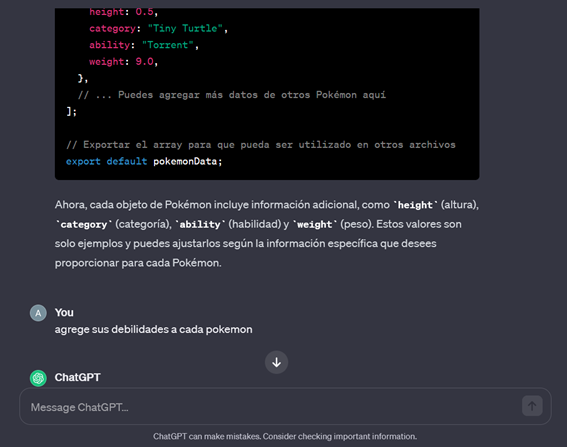 height: 0.5,
category: "Tiny Turtle",
ability: "Torrent",
weight: 9.0,
},
// ... Puedes agregar más datos de otros Pokémon aquí
];
// Exportar el array para que pueda ser utilizado en otros archivos
export default pokemonData;
Ahora, cada objeto de Pokémon incluye información adicional, como `height` (altura),
`category` (categoría), `ability` (habilidad) y `weight` (peso). Estos valores son
solo ejemplos y puedes ajustarlos según la información específica que desees
proporcionar para cada Pokémon.
A
You
agrege sus debilidades a cada pokemon
ChatGPT
Message ChatGPT...
ChatGPT can make mistakes. Consider checking important information.